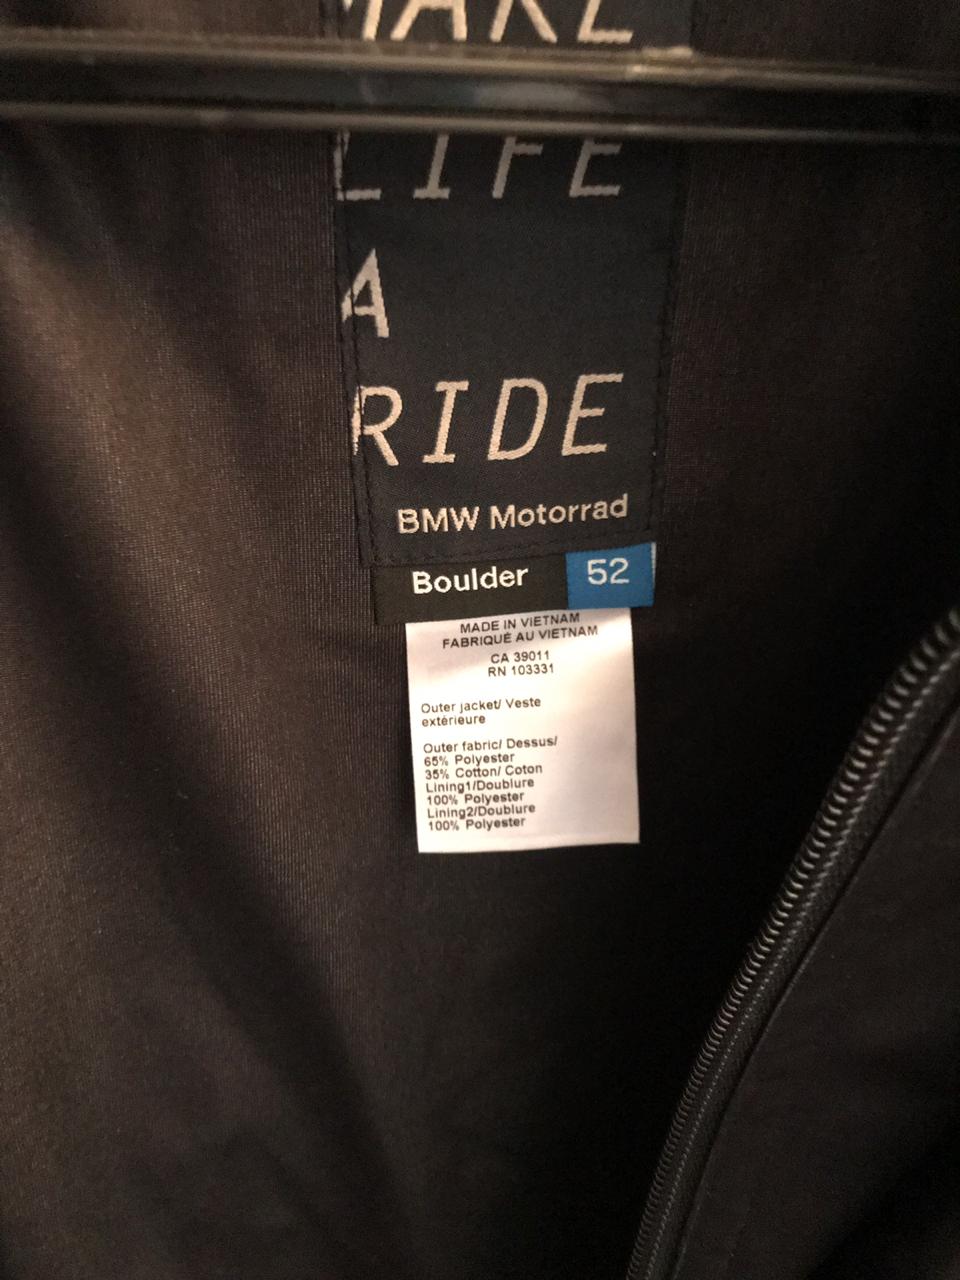 MAKE
LIFE
A
RIDE
BMW Motorrad
Boulder 52
MADE IN VIETNAM
FABRIQUÉ AU VIETNAM
CA 39011
RN 103331
Outer jacket/ Veste
extérieure
Outer fabric/ Dessus/
65% Polyester
35% Cotton/ Coton
Lining1/Doublure
100% Polyester
Lining2/Doublure
100% Polyester